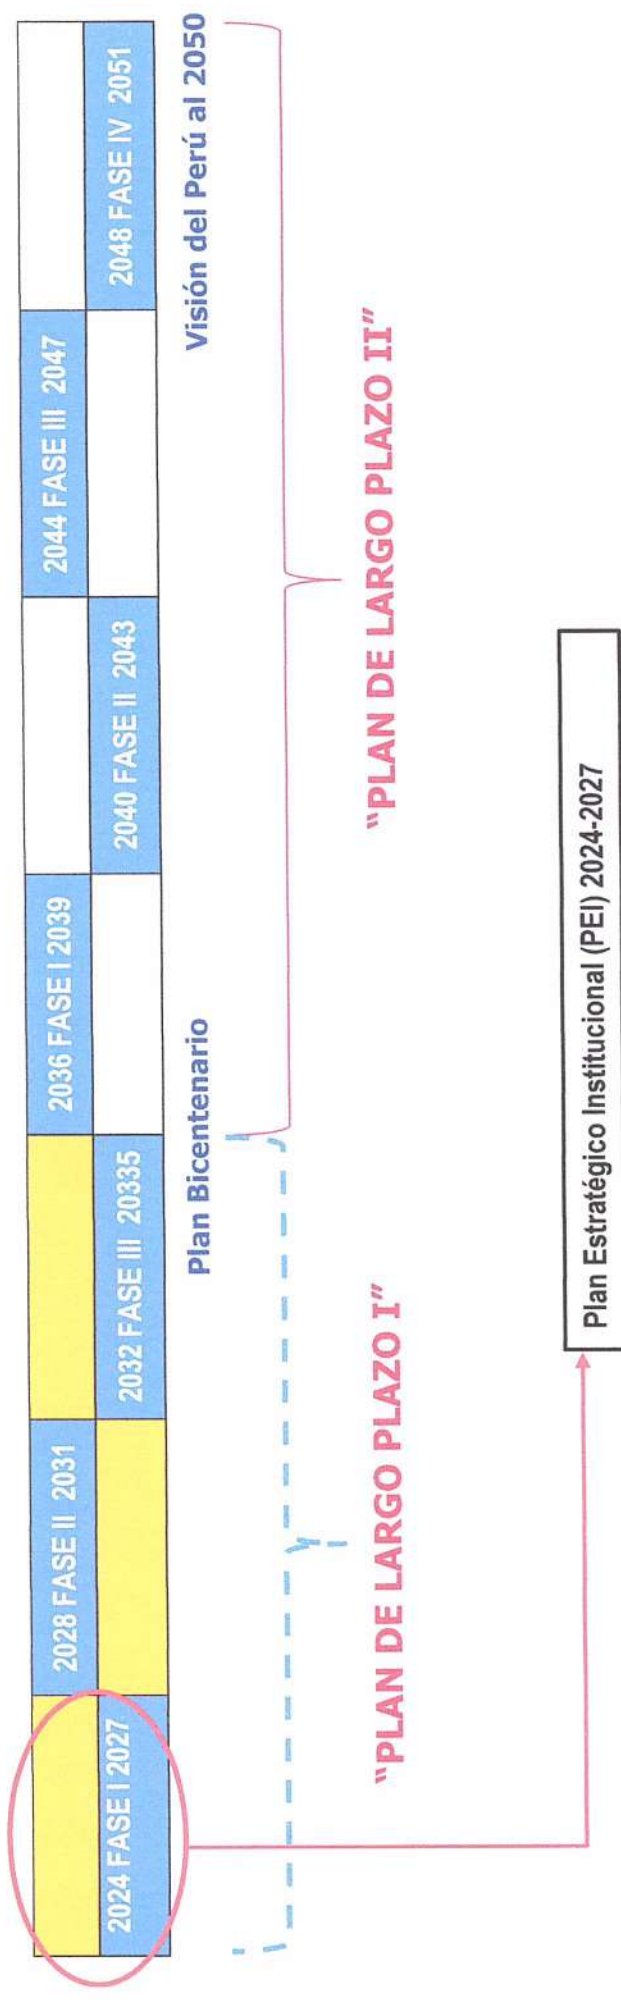 2024 FASE I 2027
2028 FASE II 2031
2032 FASE III 20335
2036 FASE I 2039
2040 FASE II 2043
2044 FASE III 2047
2048 FASE IV 2051
Plan Bicentenario
Visión del Perú al 2050
"PLAN DE LARGO PLAZO I"
"PLAN DE LARGO PLAZO II"
Plan Estratégico Institucional (PEI) 2024-2027